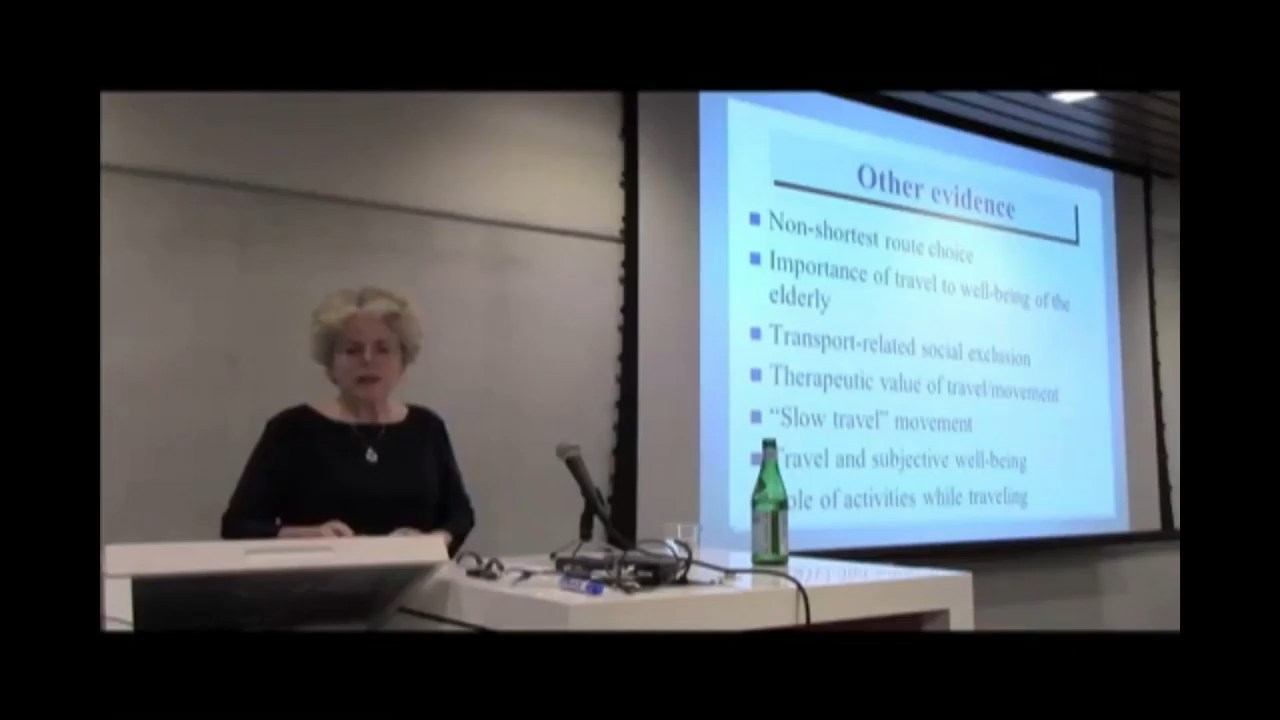 Other evidence
Non-shortest route choice
Importance of travel to well-being of the
elderly
Transport-related social exclusion
Therapeutic value of travel/movement
“Slow travel” movement
Travel and subjective well-being
ole of activities while traveling